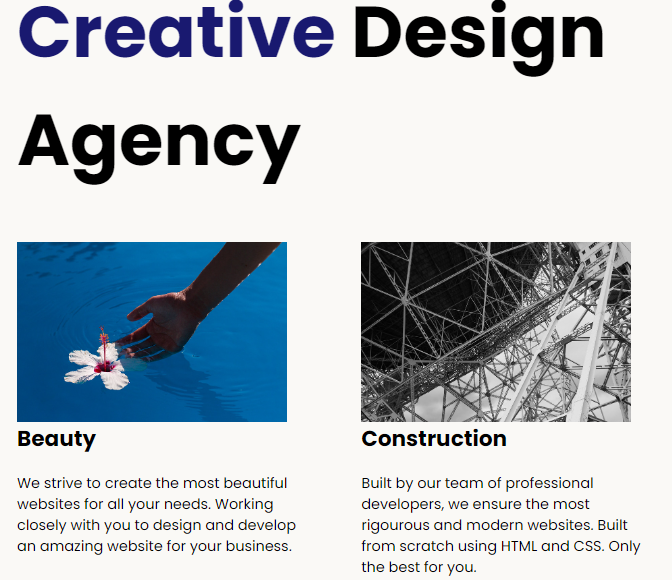 Creative Design
Agency
Beauty
We strive to create the most beautiful
websites for all your needs. Working
closely with you to design and develop
an amazing website for your business.
Construction
Built by our team of professional
developers, we ensure the most
rigourous and modern websites. Built
from scratch using HTML and CSS. Only
the best for you.